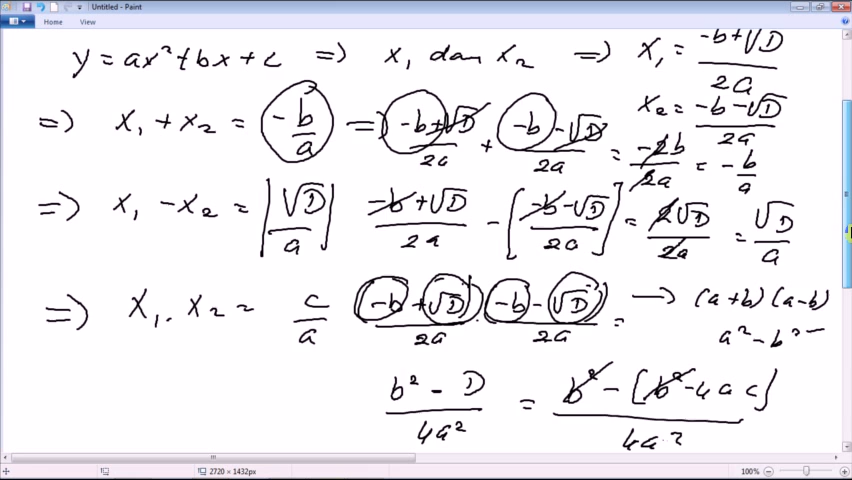 Untitled - Paint
Home View
y = ax² + bx + c ⇒ x₁ dan x₂ ⇒ x₁ = (-b+√D)/2a
x₂ = (-b-√D)/2a
⇒ x₁ + x₂ = -b/a ⇒ (-b+√D)/2a + (-b-√D)/2a = -2b/2a = -b/a
⇒ x₁ - x₂ = |√D/a| (-b+√D)/2a - [(-b-√D)/2a] = 2√D/2a = √D/a
⇒ x₁ . x₂ = c/a (-b+√D)/2a . (-b-√D)/2a = → (a+b)(a-b)
a² - b²
(b² - D)/4a² = (b² - [b² - 4ac])/4a²
2720 × 1432px 100%